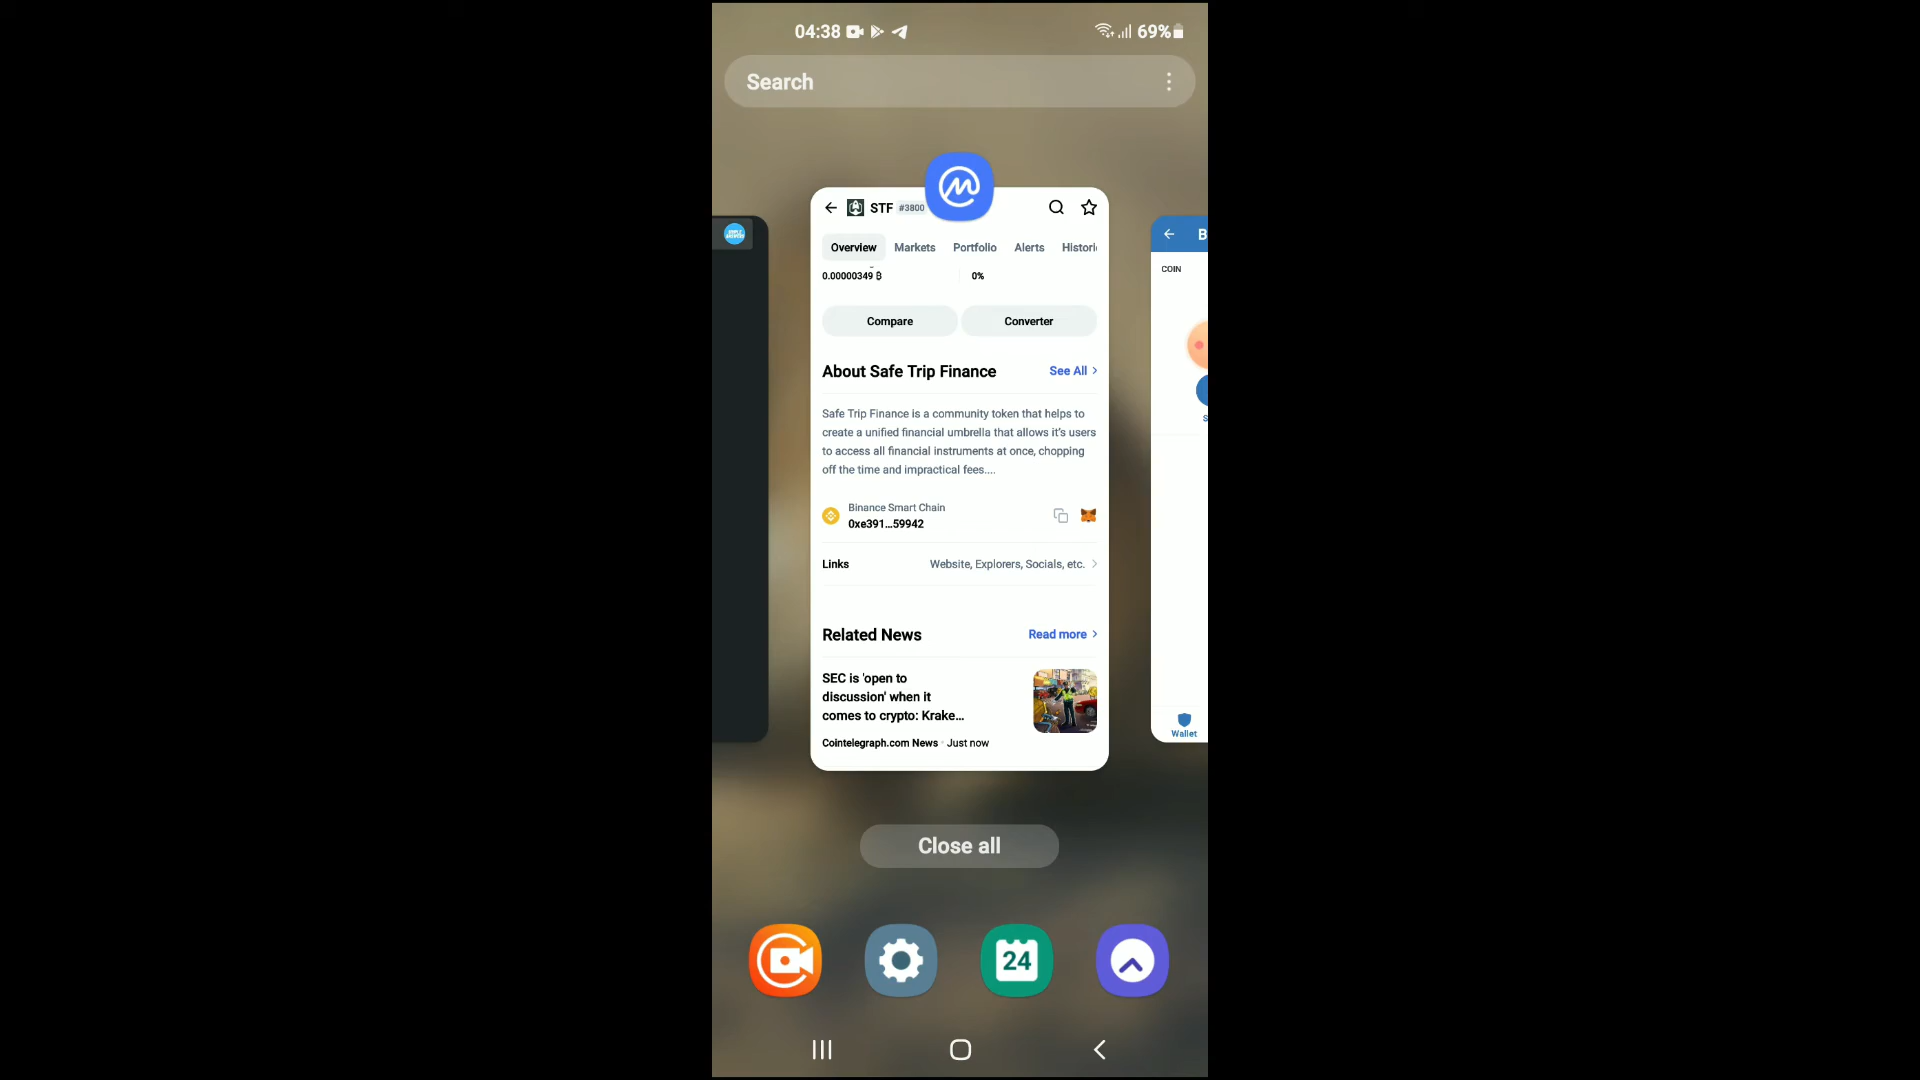 04:38
69%
Search
STF #3800
Overview Markets Portfolio Alerts Histori
0.00000349 ₿ 0%
Compare Converter
About Safe Trip Finance See All
Safe Trip Finance is a community token that helps to
create a unified financial umbrella that allows it's users
to access all financial instruments at once, chopping
off the time and impractical fees....
Binance Smart Chain
0xe391...59942
Links Website, Explorers, Socials, etc.
Related News Read more
SEC is 'open to
discussion' when it
comes to crypto: Krake...
Cointelegraph.com News · Just now
B
COIN
S
Wallet
Close all
24